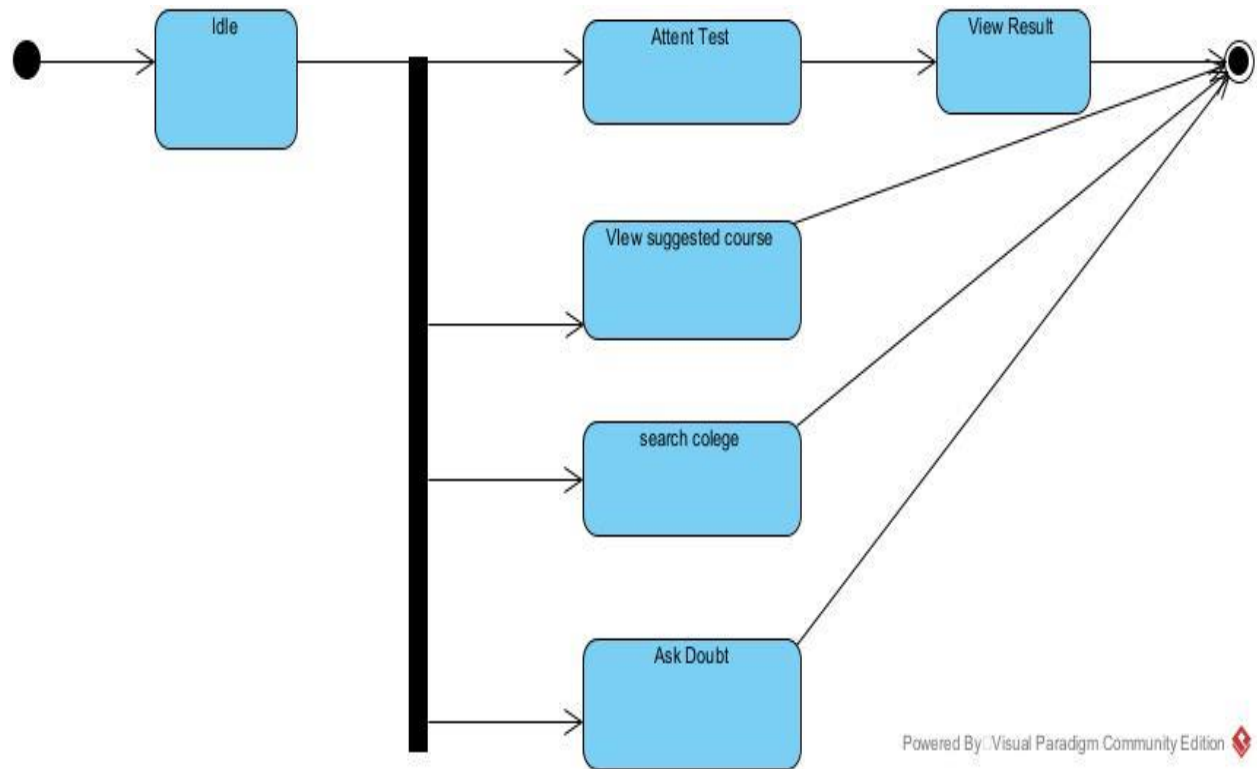 Idle
Attent Test
View Result
VIew suggested course
search colege
Ask Doubt
Powered By Visual Paradigm Community Edition